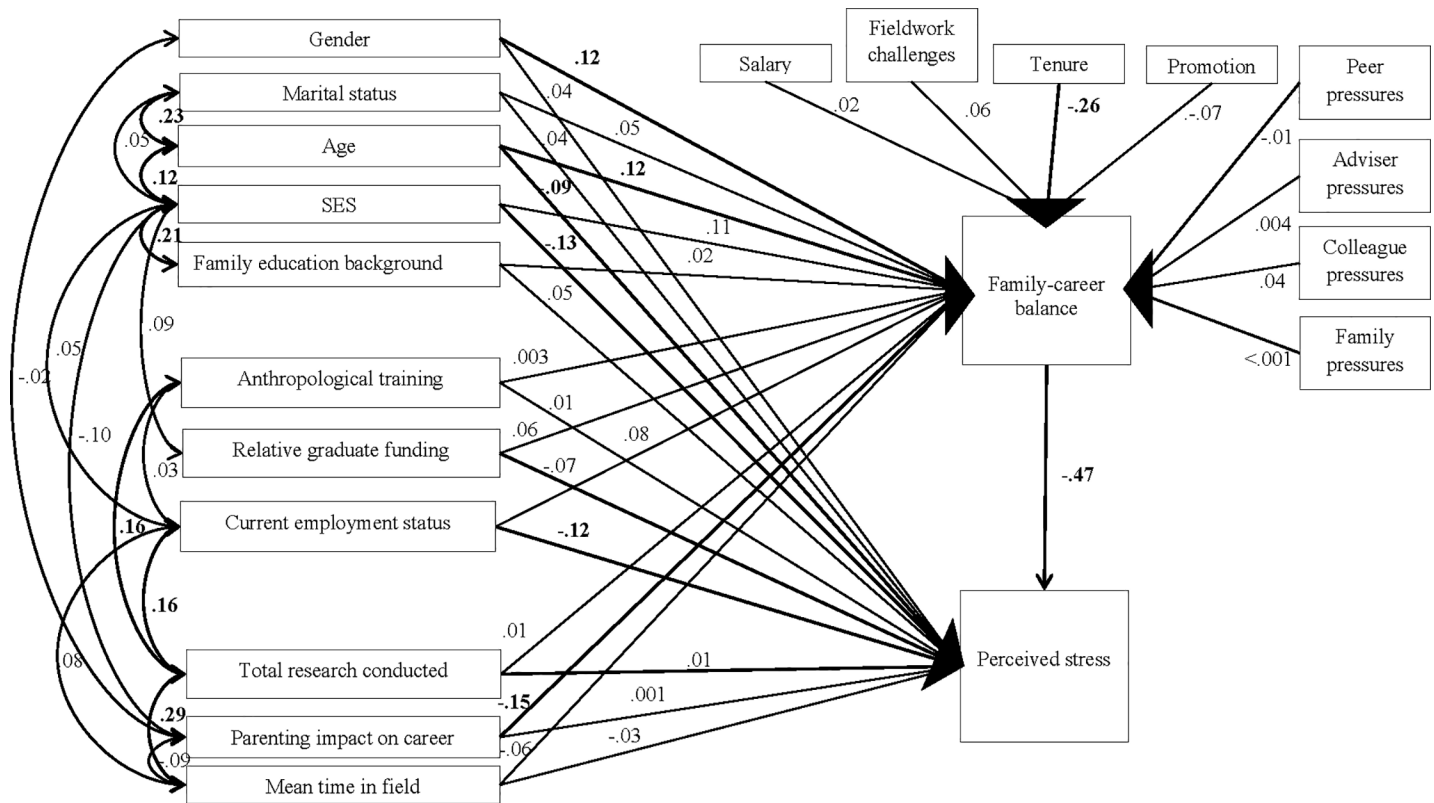 Gender
Marital status
Age
SES
Family education background
Anthropological training
Relative graduate funding
Current employment status
Total research conducted
Parenting impact on career
Mean time in field
.23
.05
.12
.21
.09
.05
-.02
-.10
.03
.16
.16
.08
.29
-.09
.12
.04
.05
.04
.12
-.09
.11
-.13
.02
.05
.003
.01
.06
.08
-.07
-.12
.01
.01
-.15
.001
-.06
-.03
Salary
Fieldwork
challenges
Tenure
Promotion
.02
.06
-.26
.-.07
Peer
pressures
Adviser
pressures
Colleague
pressures
Family
pressures
-.01
.004
.04
<.001
Family-career
balance
-.47
Perceived stress